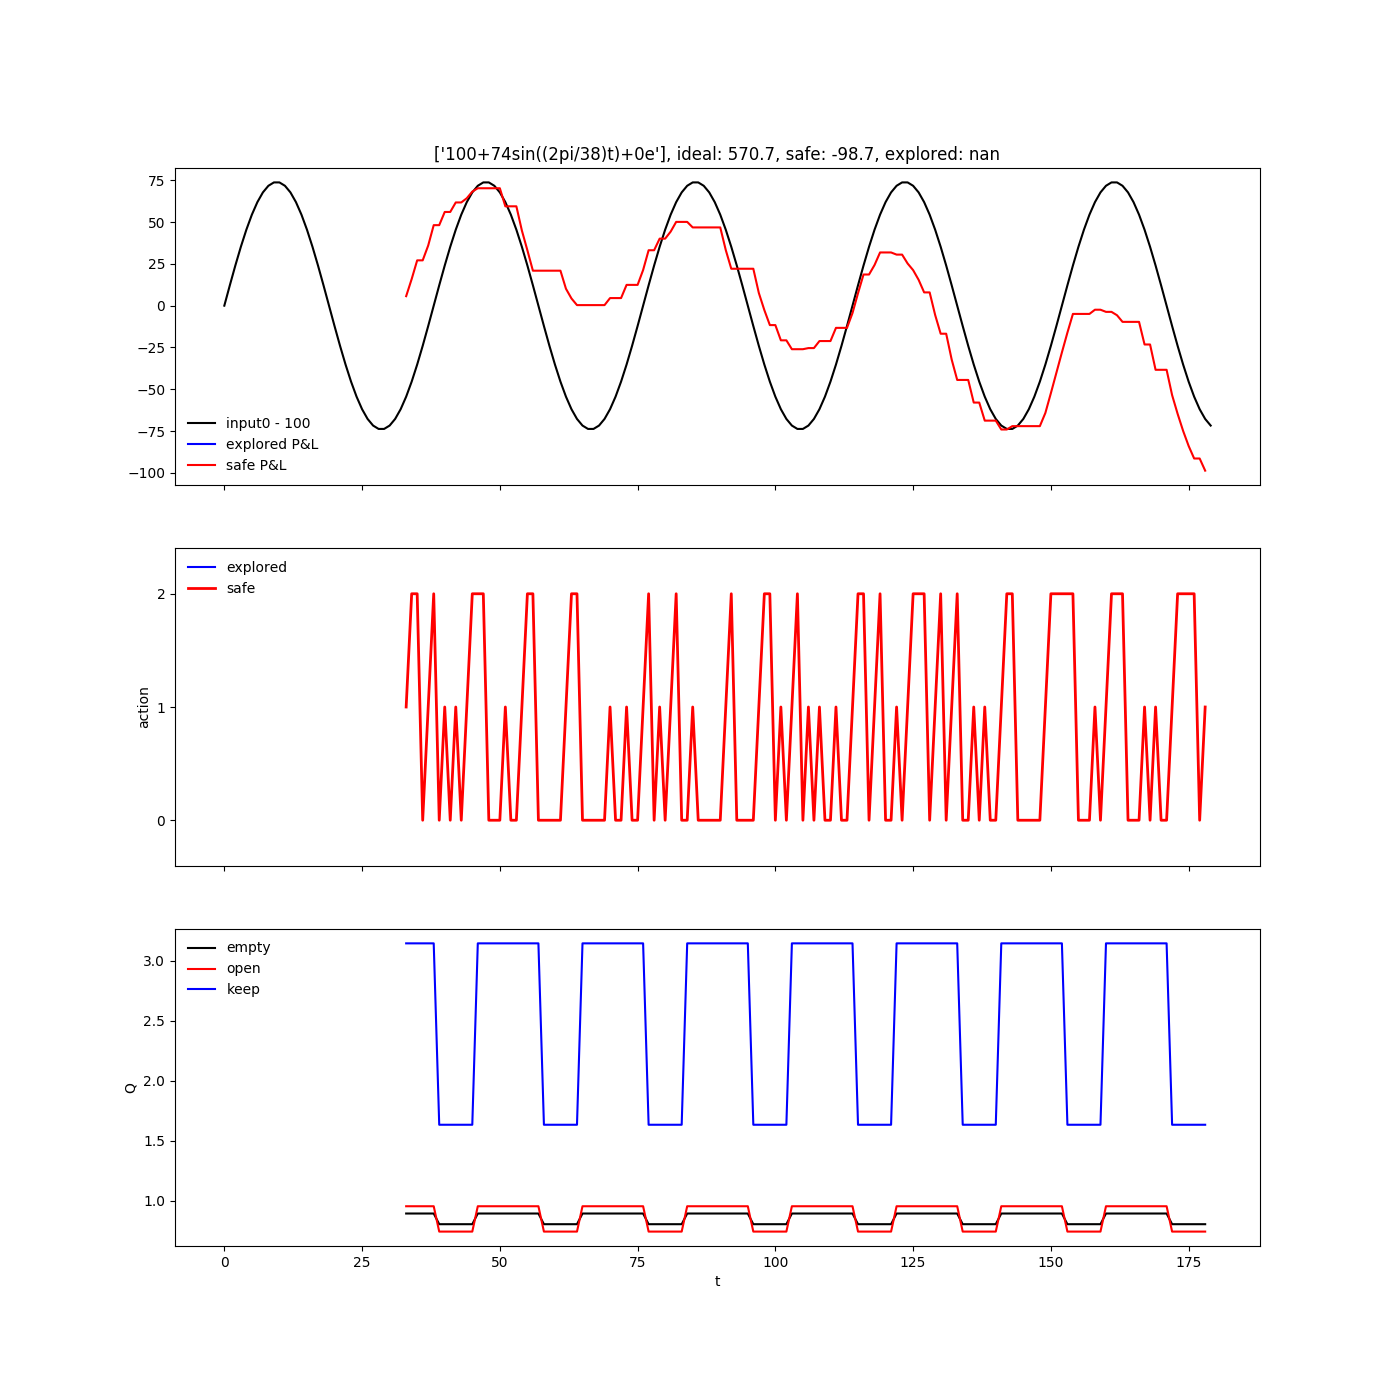 ['100+74sin((2pi/38)t)+0e'], ideal: 570.7, safe: -98.7, explored: nan
75
50
25
0
−25
−50
−75
−100
input0 - 100
explored P&L
safe P&L
explored
safe
2
1
0
action
empty
open
keep
3.0
2.5
2.0
1.5
1.0
Q
0 25 50 75 100 125 150 175
t